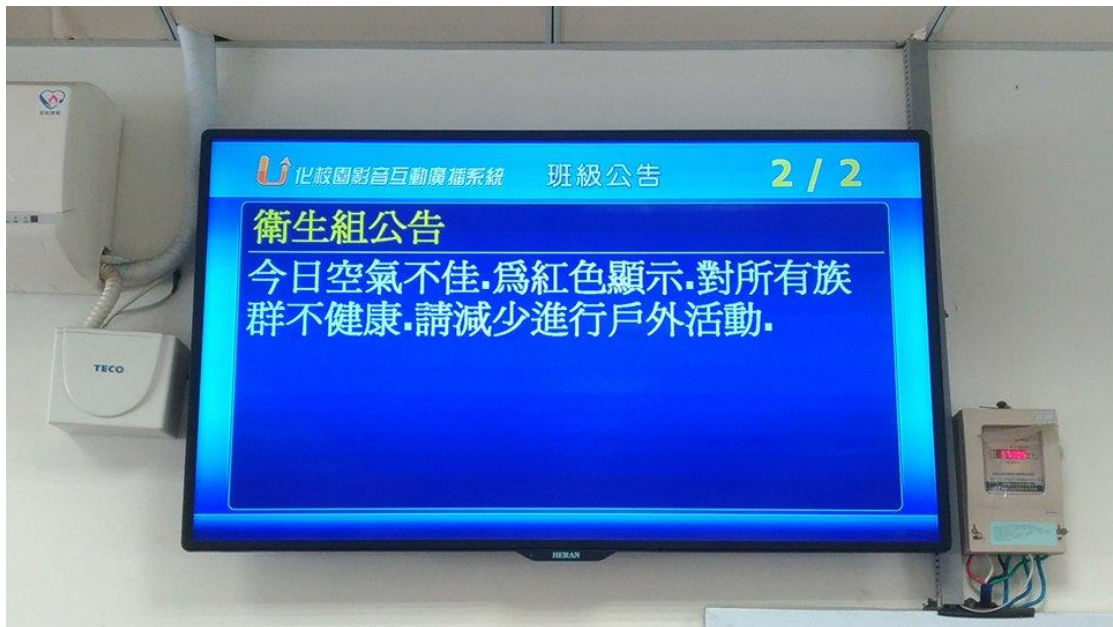 U化校園影音互動廣播系統 班級公告 2 / 2
衛生組公告
今日空氣不佳.爲紅色顯示.對所有族
群不健康.請減少進行戶外活動.
TECO
HERAN